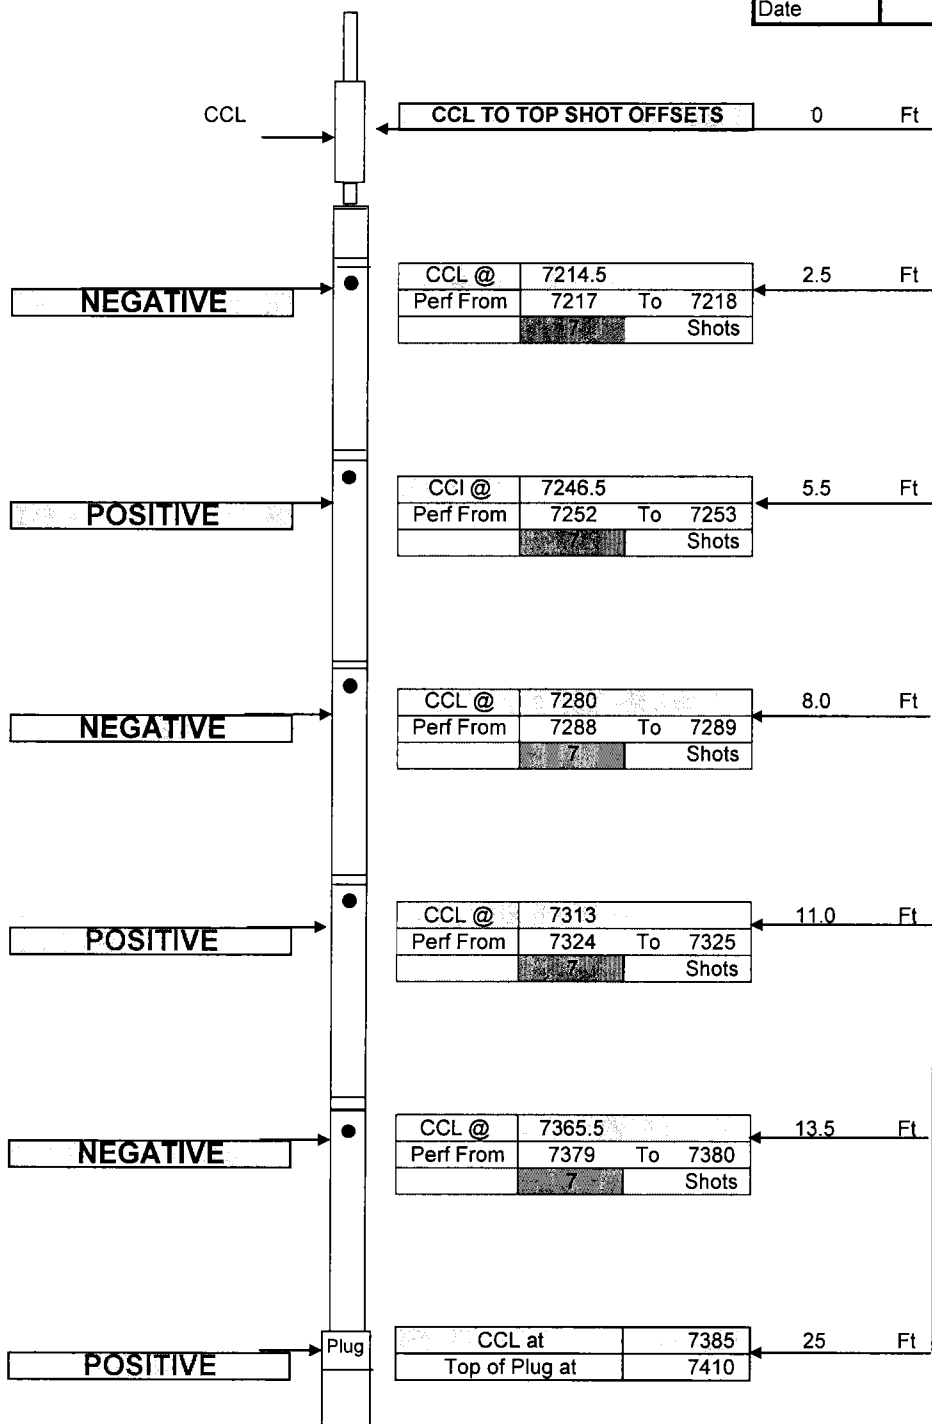 Date
CCL
CCL TO TOP SHOT OFFSETS 0 Ft
CCL @ 7214.5 2.5 Ft
NEGATIVE
Perf From 7217 To 7218
7 Shots
CCl @ 7246.5 5.5 Ft
POSITIVE
Perf From 7252 To 7253
7 Shots
CCL @ 7280 8.0 Ft
NEGATIVE
Perf From 7288 To 7289
7 Shots
CCL @ 7313 11.0 Ft
POSITIVE
Perf From 7324 To 7325
7 Shots
CCL @ 7365.5 13.5 Ft
NEGATIVE
Perf From 7379 To 7380
7 Shots
Plug
CCL at 7385 25 Ft
POSITIVE
Top of Plug at 7410